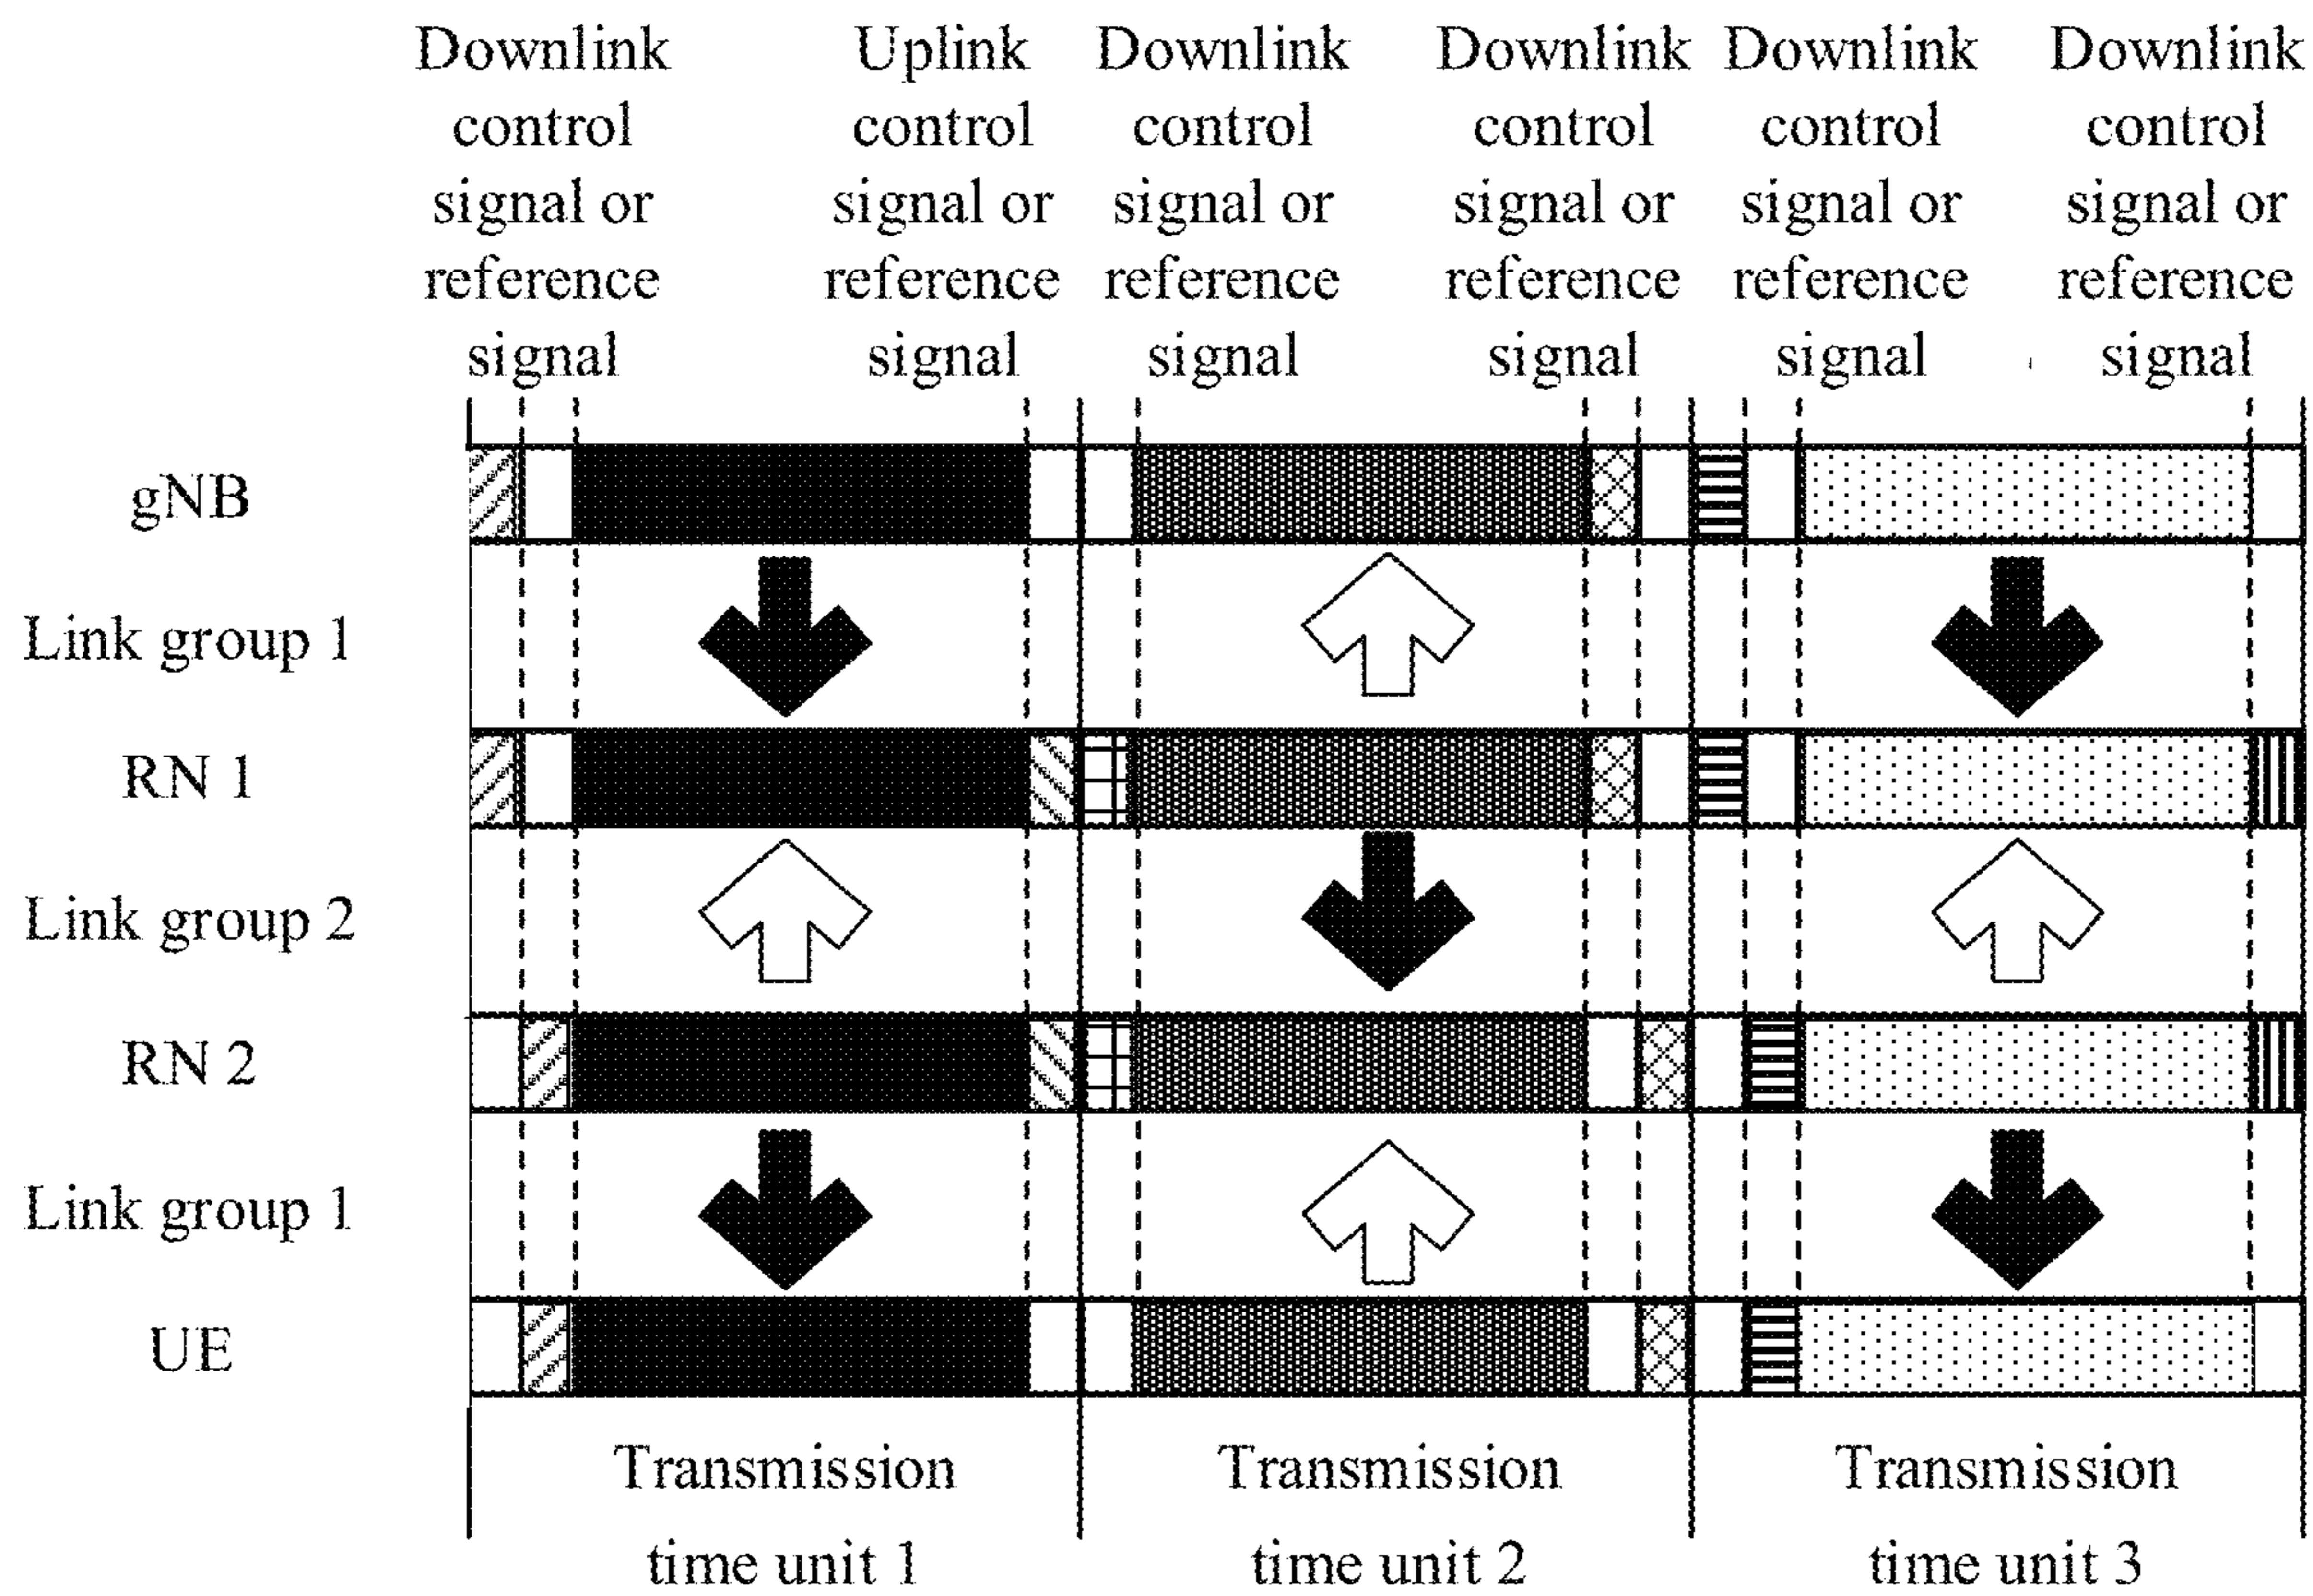 Downlink control signal or reference signal
Uplink control signal or reference signal
Downlink control signal or reference signal
Downlink control signal or reference signal
Downlink control signal or reference signal
Downlink control signal or reference signal
gNB
Link group 1
RN 1
Link group 2
RN 2
Link group 1
UE
Transmission time unit 1
Transmission time unit 2
Transmission time unit 3